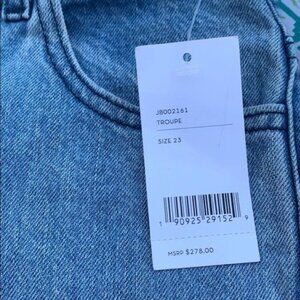 JB002161
TROUPE
SIZE 23
1 90925 29152 9
MSRP $278.00